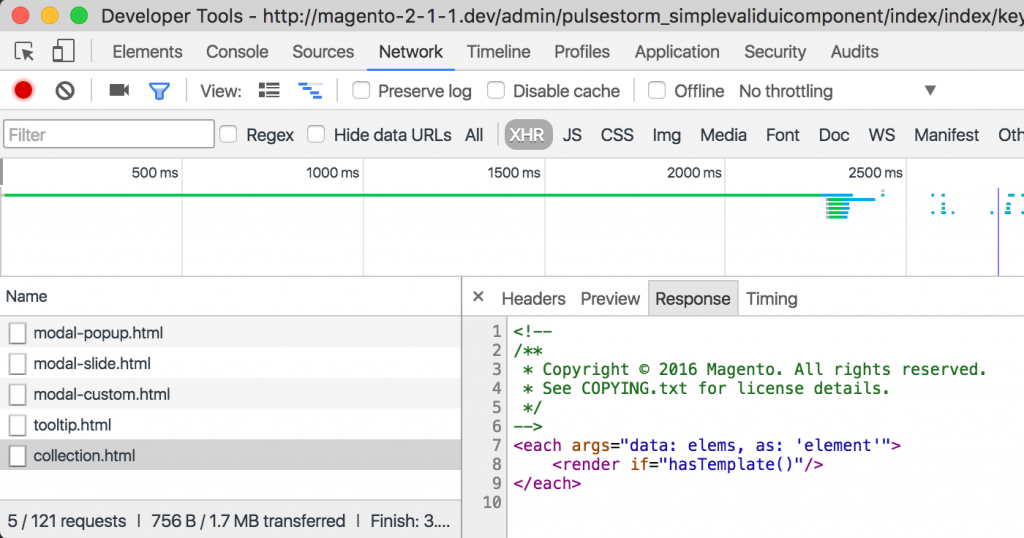 Developer Tools - http://magento-2-1-1.dev/admin/pulsestorm_simplevaliduicomponent/index/index/key
Elements Console Sources Network Timeline Profiles Application Security Audits
View: Preserve log Disable cache Offline No throttling
Filter Regex Hide data URLs All XHR JS CSS Img Media Font Doc WS Manifest Oth
500 ms 1000 ms 1500 ms 2000 ms 2500 ms
Name
modal-popup.html
modal-slide.html
modal-custom.html
tooltip.html
collection.html
5 / 121 requests | 756 B / 1.7 MB transferred | Finish: 3....
× Headers Preview Response Timing
1 <!--
2 /**
3  * Copyright © 2016 Magento. All rights reserved.
4  * See COPYING.txt for license details.
5  */
6 -->
7 <each args="data: elems, as: 'element'">
8     <render if="hasTemplate()"/>
9 </each>
10